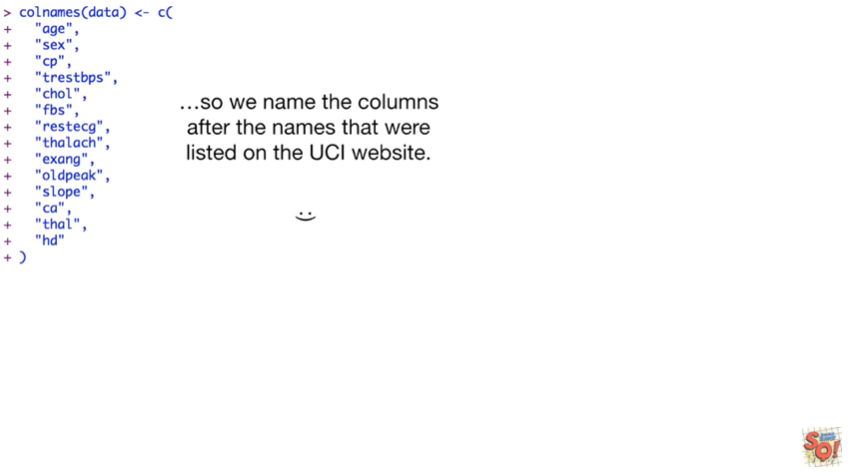 > colnames(data) <- c(
+   "age",
+   "sex",
+   "cp",
+   "trestbps",
+   "chol",
+   "fbs",
+   "restecg",
+   "thalach",
+   "exang",
+   "oldpeak",
+   "slope",
+   "ca",
+   "thal",
+   "hd"
+ )
…so we name the columns
after the names that were
listed on the UCI website.